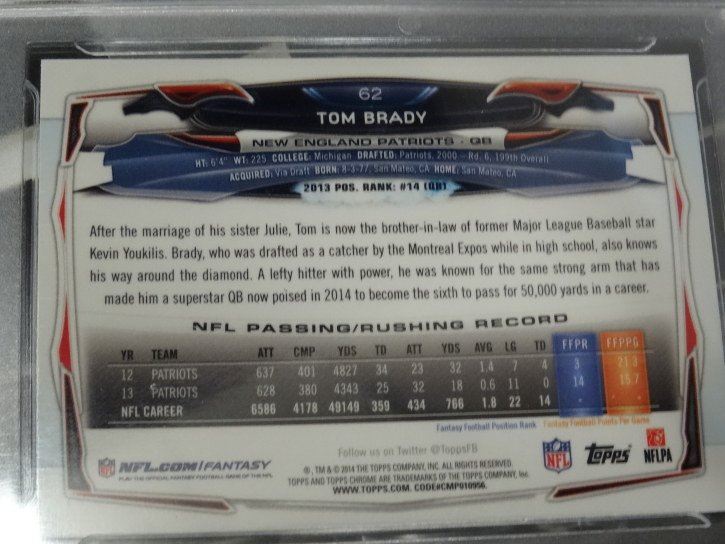 62
TOM BRADY
NEW ENGLAND PATRIOTS - QB
HT: 6'4" WT: 225 COLLEGE: Michigan DRAFTED: Patriots, 2000 — Rd. 6, 199th Overall
ACQUIRED: Via Draft BORN: 8-3-77, San Mateo, CA HOME: San Mateo, CA
2013 POS. RANK: #14 (QB)
After the marriage of his sister Julie, Tom is now the brother-in-law of former Major League Baseball star
Kevin Youkilis. Brady, who was drafted as a catcher by the Montreal Expos while in high school, also knows
his way around the diamond. A lefty hitter with power, he was known for the same strong arm that has
made him a superstar QB now poised in 2014 to become the sixth to pass for 50,000 yards in a career.
NFL PASSING/RUSHING RECORD
YR TEAM ATT CMP YDS TD ATT YDS AVG LG TD FFPR FFPPG
12 PATRIOTS 637 401 4827 34 23 32 1.4 7 4 3 21.3
13 PATRIOTS 628 380 4343 25 32 18 0.6 11 0 14 15.7
NFL CAREER 6586 4178 49149 359 434 766 1.8 22 14 - -
Fantasy Football Position Rank Fantasy Football Points Per Game
Follow us on Twitter @ToppsFB
NFL NFL.COM/FANTASY
PLAY THE OFFICIAL FANTASY FOOTBALL GAME OF THE NFL
®, TM & © 2014 THE TOPPS COMPANY, INC. ALL RIGHTS RESERVED.
TOPPS AND TOPPS CHROME ARE TRADEMARKS OF THE TOPPS COMPANY, Inc.
WWW.TOPPS.COM. CODE#CMP010956.
NFL Topps NFLPA